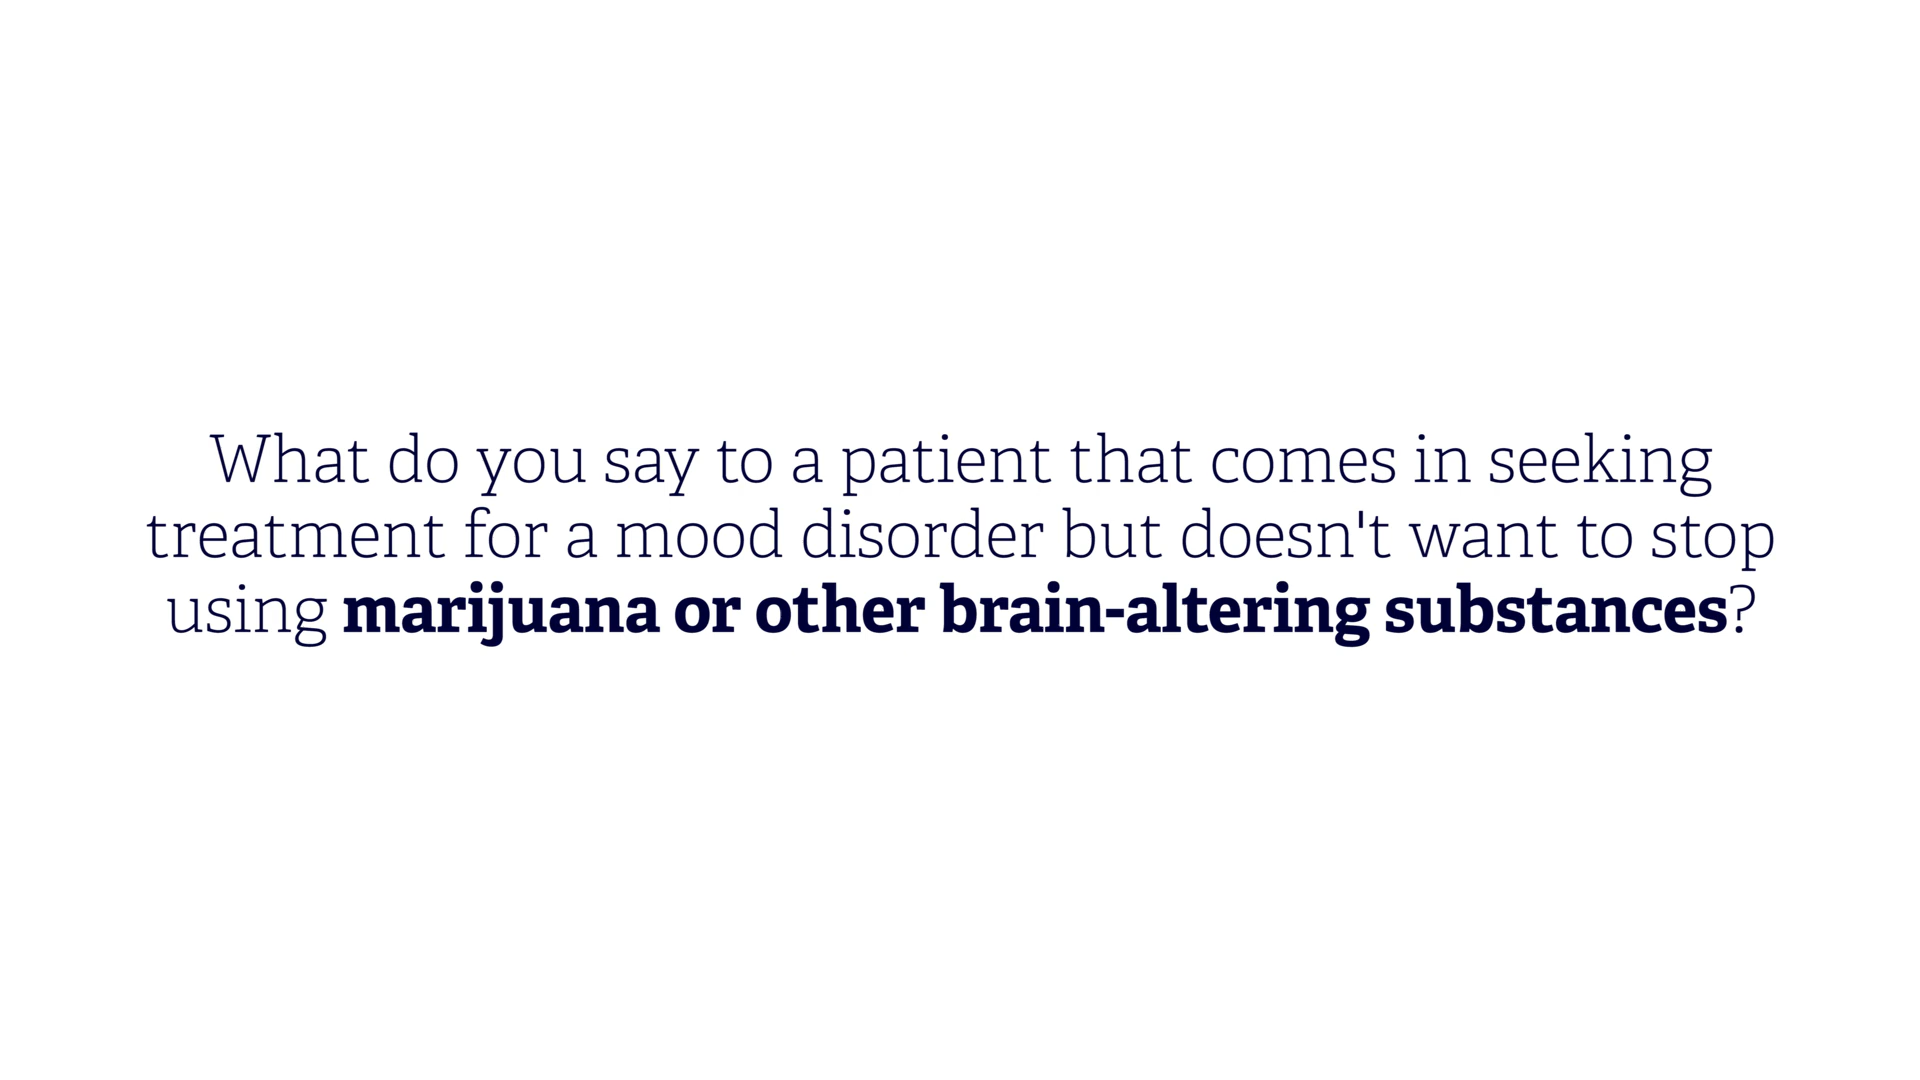 What do you say to a patient that comes in seeking
treatment for a mood disorder but doesn't want to stop
using marijuana or other brain-altering substances?